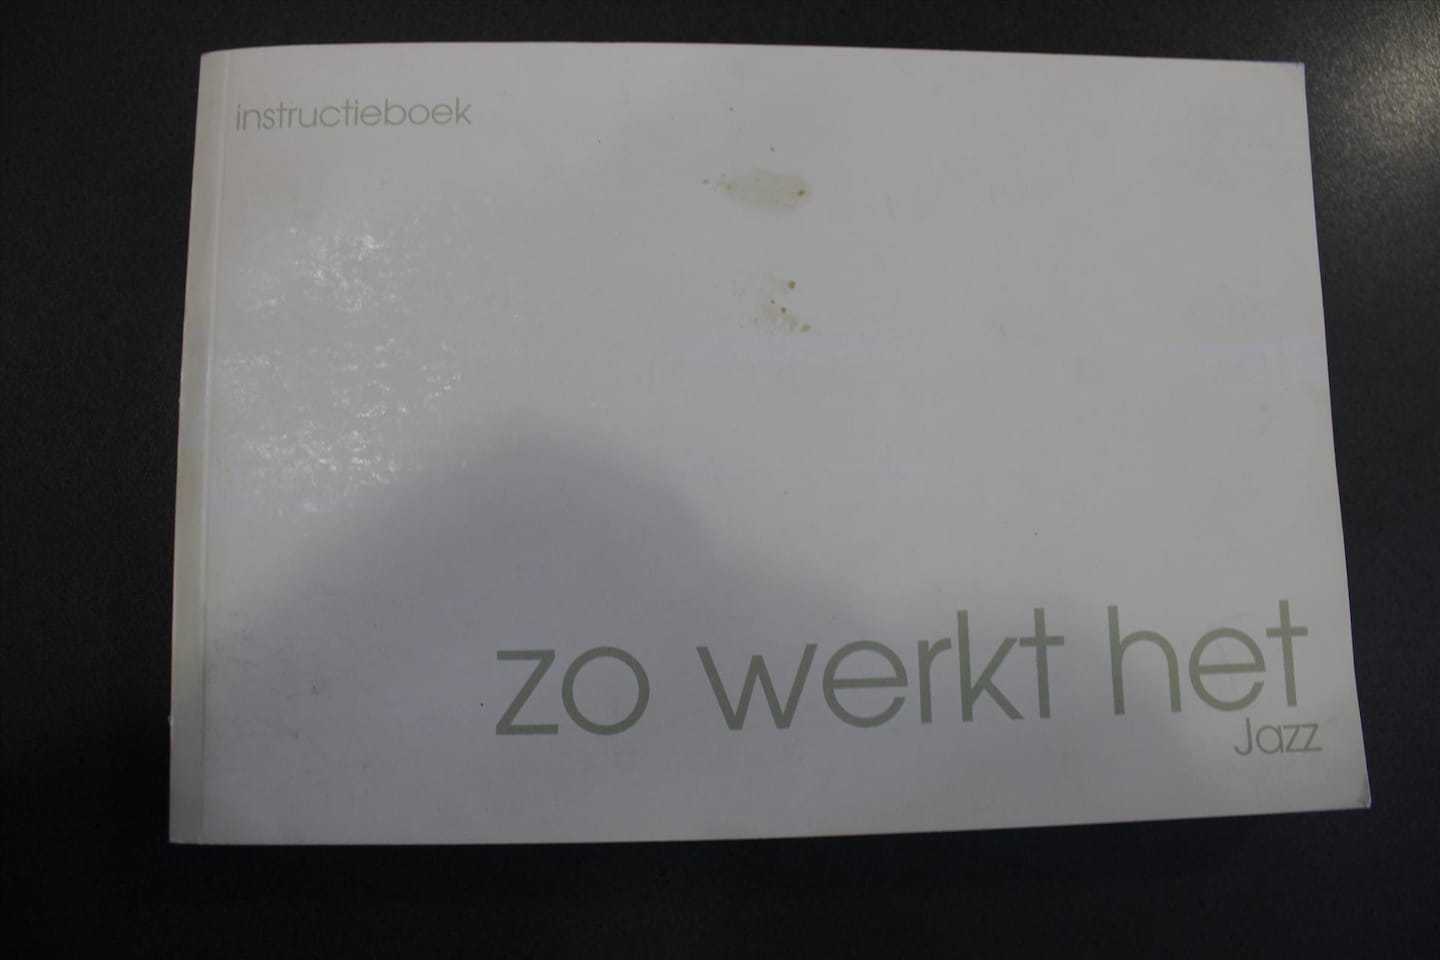 instructieboek
zo werkt het
Jazz